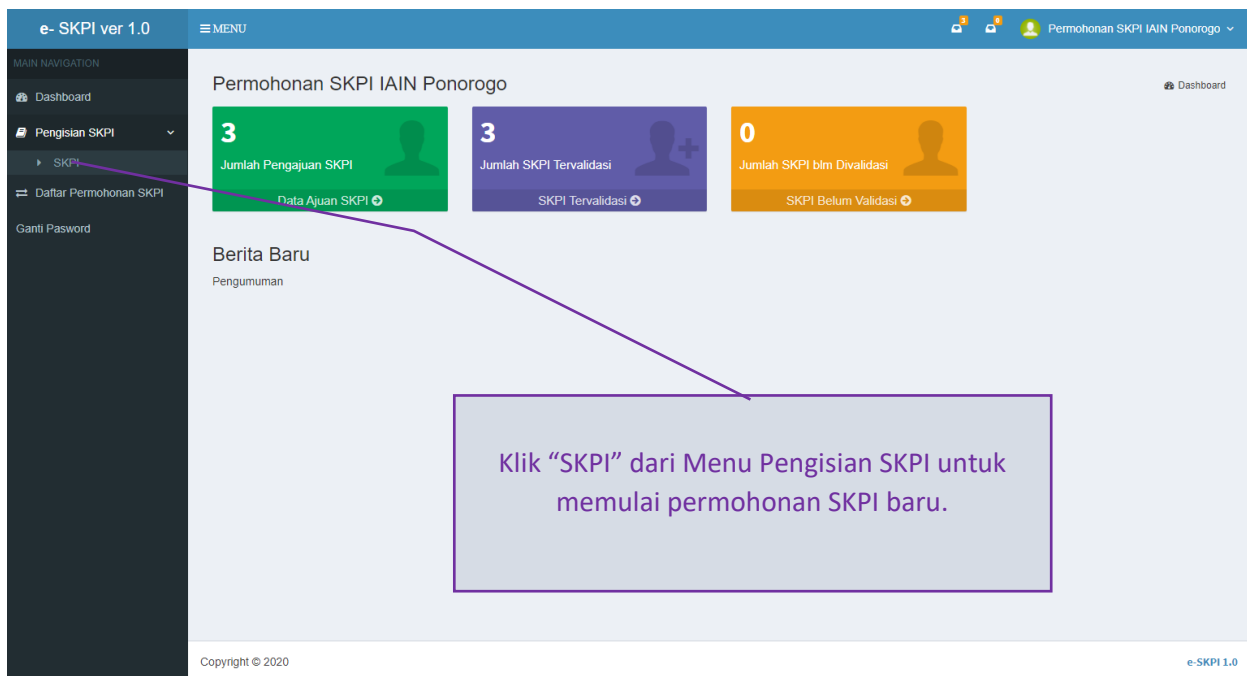 e- SKPI ver 1.0
MENU
3
0
Permohonan SKPI IAIN Ponorogo
MAIN NAVIGATION
Dashboard
Pengisian SKPI
SKPI
Daftar Permohonan SKPI
Ganti Pasword
Permohonan SKPI IAIN Ponorogo
Dashboard
3
Jumlah Pengajuan SKPI
Data Ajuan SKPI
3
Jumlah SKPI Tervalidasi
SKPI Tervalidasi
0
Jumlah SKPI blm Divalidasi
SKPI Belum Validasi
Berita Baru
Pengumuman
Klik “SKPI” dari Menu Pengisian SKPI untuk
memulai permohonan SKPI baru.
Copyright © 2020
e-SKPI 1.0